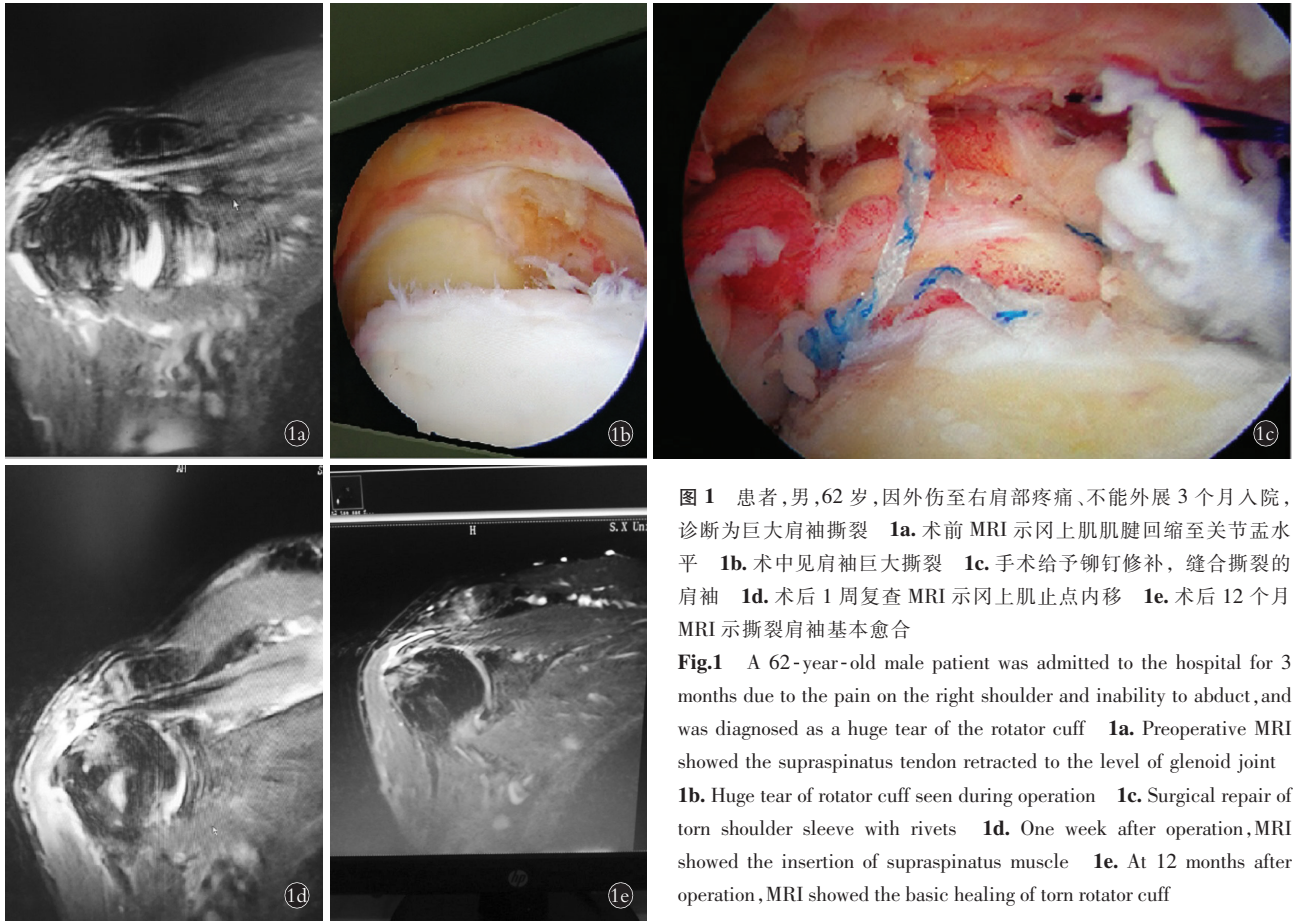 1a
1b
1c
AH
S
1d
H
S.X Uni
hp
1e
图 1 患者,男,62 岁,因外伤至右肩部疼痛、不能外展 3 个月入院,
诊断为巨大肩袖撕裂 1a. 术前 MRI 示冈上肌肌腱回缩至关节盂水
平 1b. 术中见肩袖巨大撕裂 1c. 手术给予铆钉修补, 缝合撕裂的
肩袖 1d. 术后 1 周复查 MRI 示冈上肌止点内移 1e. 术后 12 个月
MRI 示撕裂肩袖基本愈合
Fig.1 A 62-year-old male patient was admitted to the hospital for 3
months due to the pain on the right shoulder and inability to abduct,and
was diagnosed as a huge tear of the rotator cuff 1a. Preoperative MRI
showed the supraspinatus tendon retracted to the level of glenoid joint
1b. Huge tear of rotator cuff seen during operation 1c. Surgical repair of
torn shoulder sleeve with rivets 1d. One week after operation,MRI
showed the insertion of supraspinatus muscle 1e. At 12 months after
operation,MRI showed the basic healing of torn rotator cuff